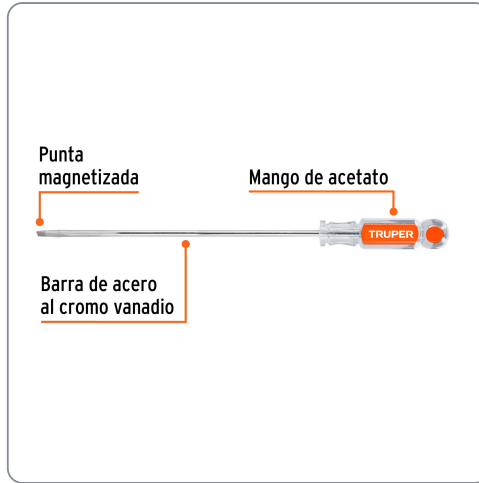 Punta
magnetizada
Mango de acetato
TRUPER
Barra de acero
al cromo vanadio